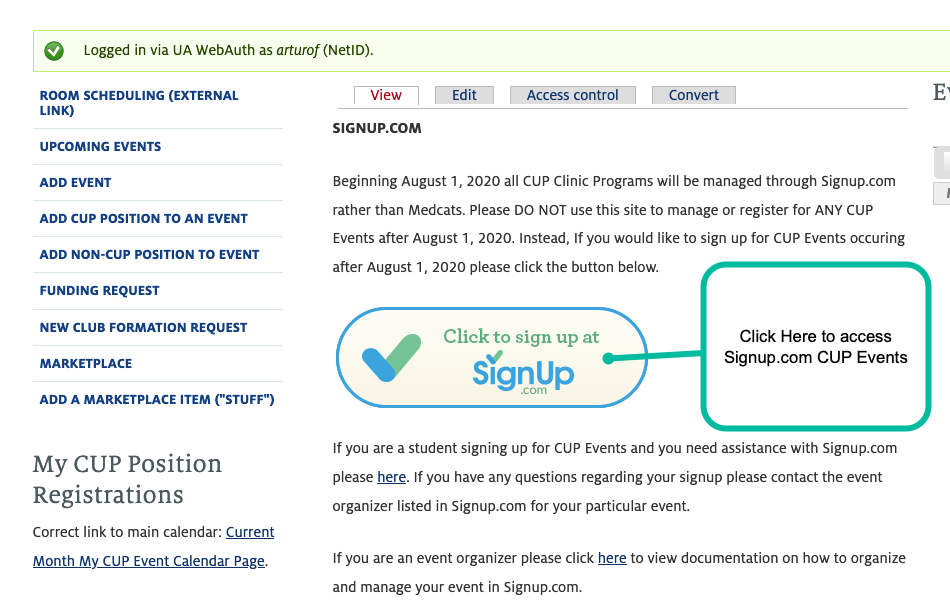 Logged in via UA WebAuth as arturof (NetID).
ROOM SCHEDULING (EXTERNAL
LINK)
UPCOMING EVENTS
ADD EVENT
ADD CUP POSITION TO AN EVENT
ADD NON-CUP POSITION TO EVENT
FUNDING REQUEST
NEW CLUB FORMATION REQUEST
MARKETPLACE
ADD A MARKETPLACE ITEM ("STUFF")
My CUP Position
Registrations
Correct link to main calendar: Current
Month My CUP Event Calendar Page.
View Edit Access control Convert
SIGNUP.COM
Beginning August 1, 2020 all CUP Clinic Programs will be managed through Signup.com
rather than Medcats. Please DO NOT use this site to manage or register for ANY CUP
Events after August 1, 2020. Instead, If you would like to sign up for CUP Events occuring
after August 1, 2020 please click the button below.
Click to sign up at
SignUp
.com
Click Here to access
Signup.com CUP Events
If you are a student signing up for CUP Events and you need assistance with Signup.com
please here. If you have any questions regarding your signup please contact the event
organizer listed in Signup.com for your particular event.
If you are an event organizer please click here to view documentation on how to organize
and manage your event in Signup.com.